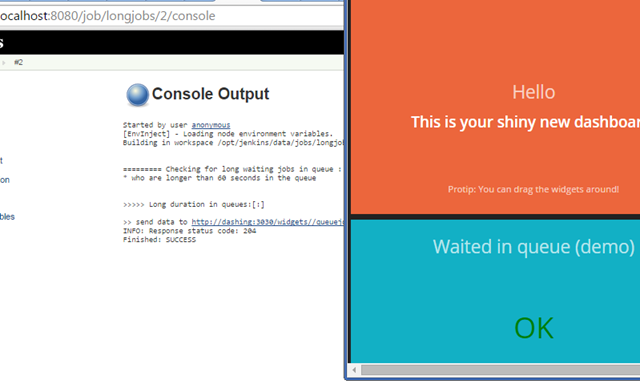 ocalhost:8080/job/longjobs/2/console
s
#2
Console Output
Started by user anonymous
[EnvInject] - Loading node environment variables.
Building in workspace /opt/jenkins/data/jobs/longjob
========= Checking for long waiting jobs in queue :
" who are longer than 60 seconds in the queue
>>>>> Long duration in queues:[:]
>> send data to http://dashing:3030/widgets//queuejo
INFO: Response status code: 204
Finished: SUCCESS
t
on
bles
Hello
This is your shiny new dashboar
Protip: You can drag the widgets around!
Waited in queue (demo)
OK